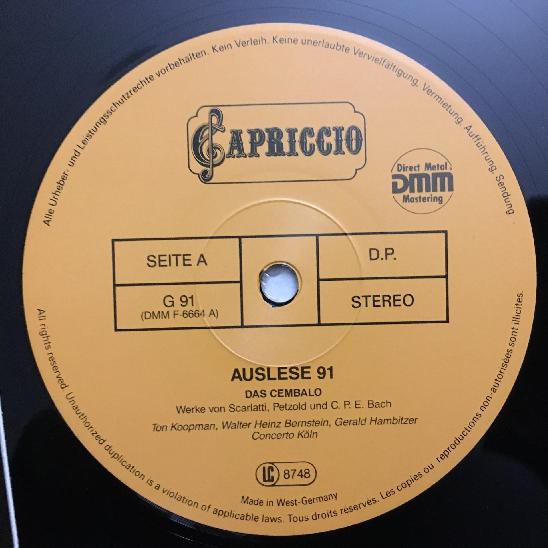 Alle Urheber- und Leistungsschutzrechte vorbehalten. Kein Verleih. Keine unerlaubte Vervielfältigung, Vermietung, Aufführung, Sendung
CAPRICCIO
Direct Metal
DMM
Mastering
SEITE A
D.P.
G 91
(DMM F-6664 A)
STEREO
AUSLESE 91
DAS CEMBALO
Werke von Scarlatti, Petzold und C. P. E. Bach
Ton Koopman, Walter Heinz Bernstein, Gerald Hambitzer
Concerto Köln
LC 8748
Made in West-Germany
All rights reserved. Unauthorized duplication is a violation of applicable laws. Tous droits réservés. Les copies ou reproductions non-autorisées sont illicites.